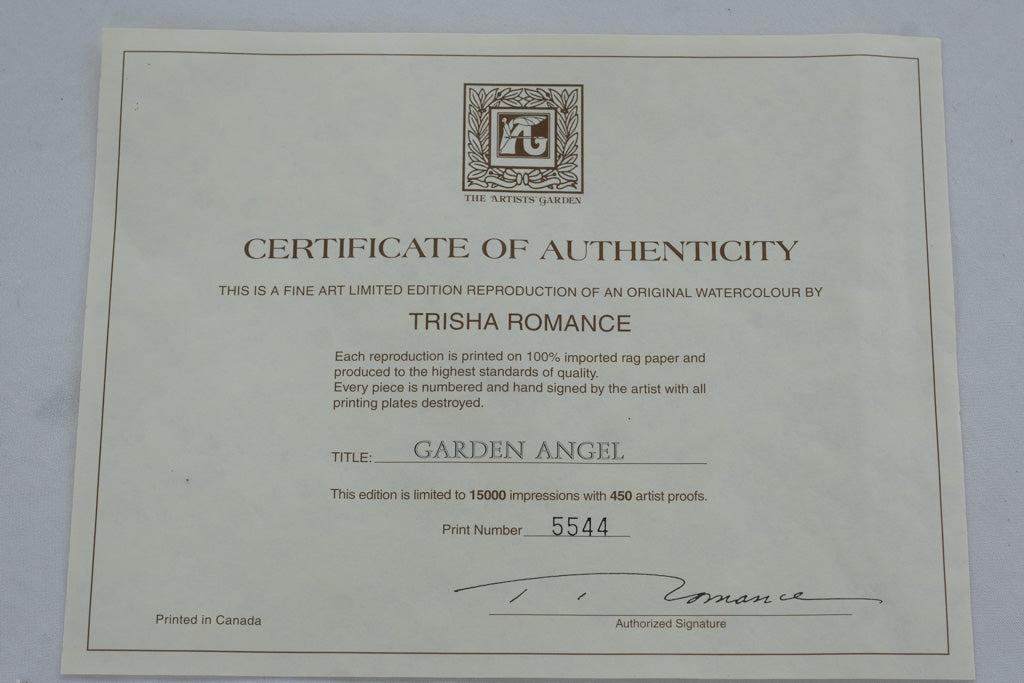 THE ARTISTS' GARDEN
CERTIFICATE OF AUTHENTICITY
THIS IS A FINE ART LIMITED EDITION REPRODUCTION OF AN ORIGINAL WATERCOLOUR BY
TRISHA ROMANCE
Each reproduction is printed on 100% imported rag paper and
produced to the highest standards of quality.
Every piece is numbered and hand signed by the artist with all
printing plates destroyed.
TITLE: GARDEN ANGEL
This edition is limited to 15000 impressions with 450 artist proofs.
Print Number 5544
T. Romance
Printed in Canada
Authorized Signature